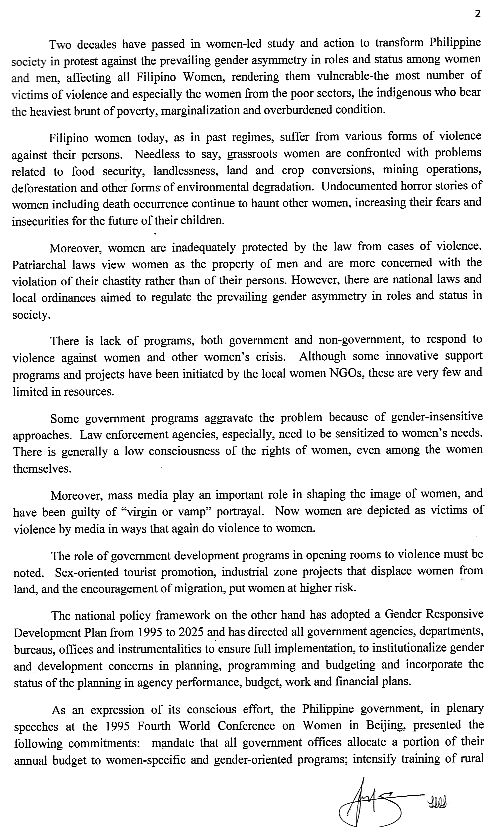 2
Two decades have passed in women-led study and action to transform Philippine
society in protest against the prevailing gender asymmetry in roles and status among women
and men, affecting all Filipino Women, rendering them vulnerable-the most number of
victims of violence and especially the women from the poor sectors, the indigenous who bear
the heaviest brunt of poverty, marginalization and overburdened condition.
Filipino women today, as in past regimes, suffer from various forms of violence
against their persons. Needless to say, grassroots women are confronted with problems
related to food security, landlessness, land and crop conversions, mining operations,
deforestation and other forms of environmental degradation. Undocumented horror stories of
women including death occurrence continue to haunt other women, increasing their fears and
insecurities for the future of their children.
Moreover, women are inadequately protected by the law from cases of violence.
Patriarchal laws view women as the property of men and are more concerned with the
violation of their chastity rather than of their persons. However, there are national laws and
local ordinances aimed to regulate the prevailing gender asymmetry in roles and status in
society.
There is lack of programs, both government and non-government, to respond to
violence against women and other women's crisis. Although some innovative support
programs and projects have been initiated by the local women NGOs, these are very few and
limited in resources.
Some government programs aggravate the problem because of gender-insensitive
approaches. Law enforcement agencies, especially, need to be sensitized to women's needs.
There is generally a low consciousness of the rights of women, even among the women
themselves.
Moreover, mass media play an important role in shaping the image of women, and
have been guilty of "virgin or vamp" portrayal. Now women are depicted as victims of
violence by media in ways that again do violence to women.
The role of government development programs in opening rooms to violence must be
noted. Sex-oriented tourist promotion, industrial zone projects that displace women from
land, and the encouragement of migration, put women at higher risk.
The national policy framework on the other hand has adopted a Gender Responsive
Development Plan from 1995 to 2025 and has directed all government agencies, departments,
bureaus, offices and instrumentalities to ensure full implementation, to institutionalize gender
and development concerns in planning, programming and budgeting and incorporate the
status of the planning in agency performance, budget, work and financial plans.
As an expression of its conscious effort, the Philippine government, in plenary
speeches at the 1995 Fourth World Conference on Women in Beijing, presented the
following commitments: mandate that all government offices allocate a portion of their
annual budget to women-specific and gender-oriented programs; intensify training of rural